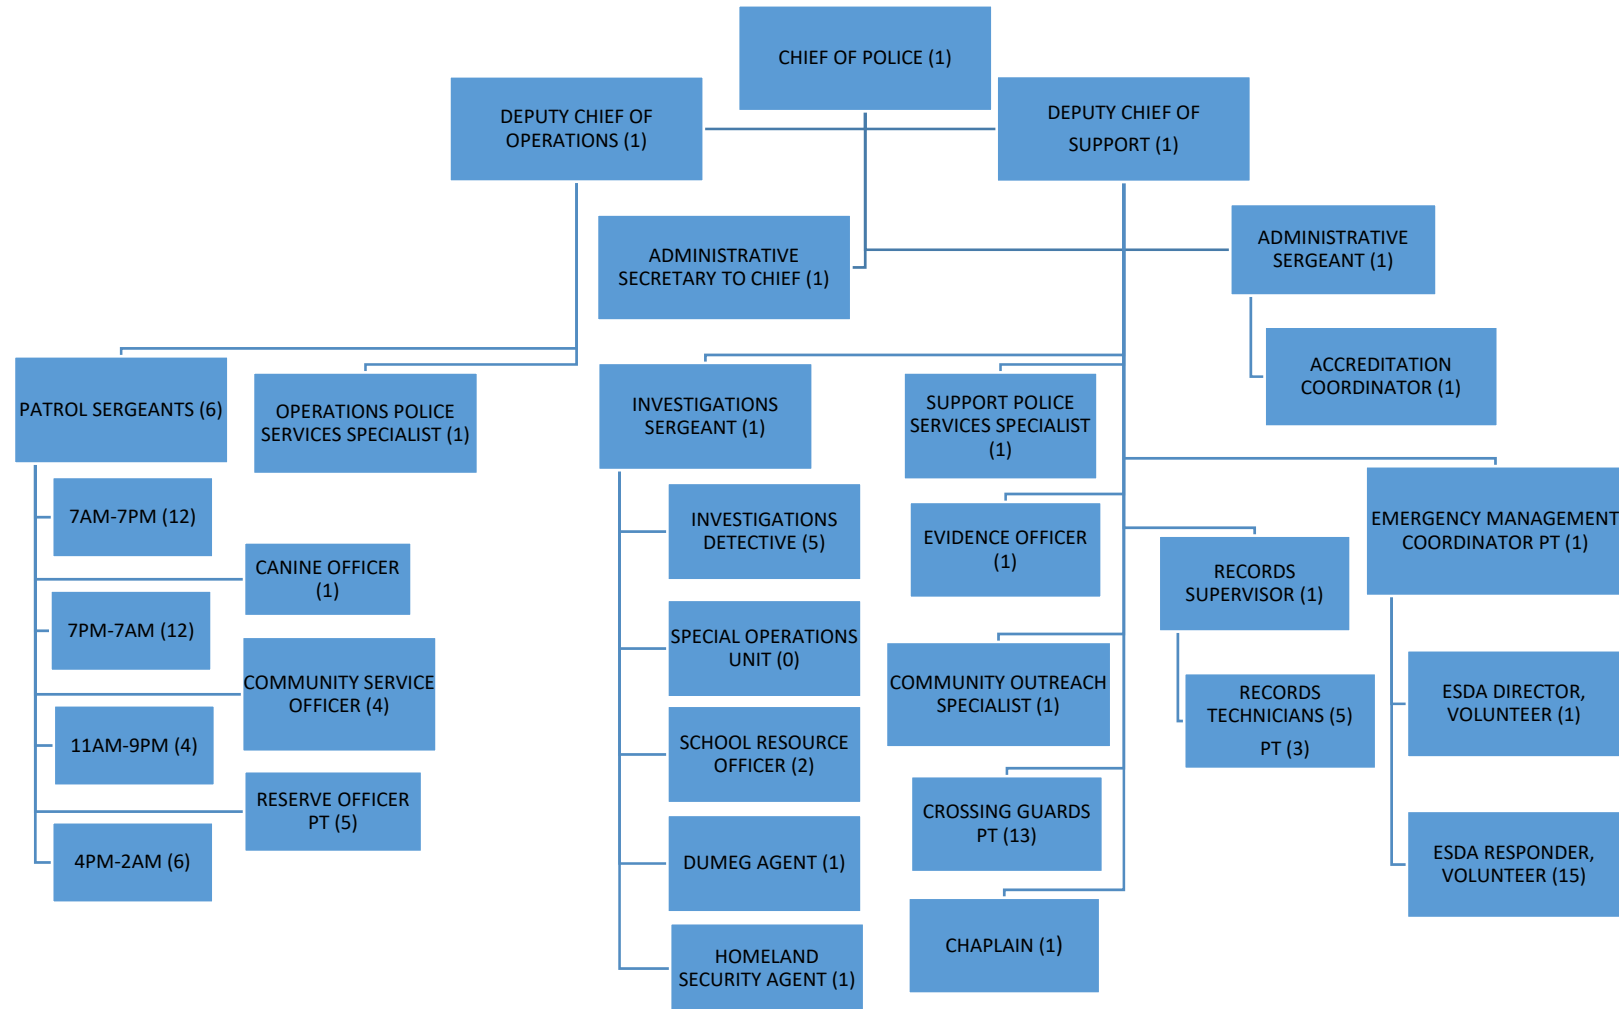 CHIEF OF POLICE (1)
DEPUTY CHIEF OF
OPERATIONS (1)
DEPUTY CHIEF OF
SUPPORT (1)
ADMINISTRATIVE
SECRETARY TO CHIEF (1)
ADMINISTRATIVE
SERGEANT (1)
ACCREDITATION
COORDINATOR (1)
PATROL SERGEANTS (6)
OPERATIONS POLICE
SERVICES SPECIALIST (1)
7AM-7PM (12)
CANINE OFFICER
(1)
7PM-7AM (12)
COMMUNITY SERVICE
OFFICER (4)
11AM-9PM (4)
RESERVE OFFICER
PT (5)
4PM-2AM (6)
INVESTIGATIONS
SERGEANT (1)
INVESTIGATIONS
DETECTIVE (5)
SPECIAL OPERATIONS
UNIT (0)
SCHOOL RESOURCE
OFFICER (2)
DUMEG AGENT (1)
HOMELAND
SECURITY AGENT (1)
SUPPORT POLICE
SERVICES SPECIALIST
(1)
EVIDENCE OFFICER
(1)
COMMUNITY OUTREACH
SPECIALIST (1)
CROSSING GUARDS
PT (13)
CHAPLAIN (1)
RECORDS
SUPERVISOR (1)
RECORDS
TECHNICIANS (5)
PT (3)
EMERGENCY MANAGEMENT
COORDINATOR PT (1)
ESDA DIRECTOR,
VOLUNTEER (1)
ESDA RESPONDER,
VOLUNTEER (15)